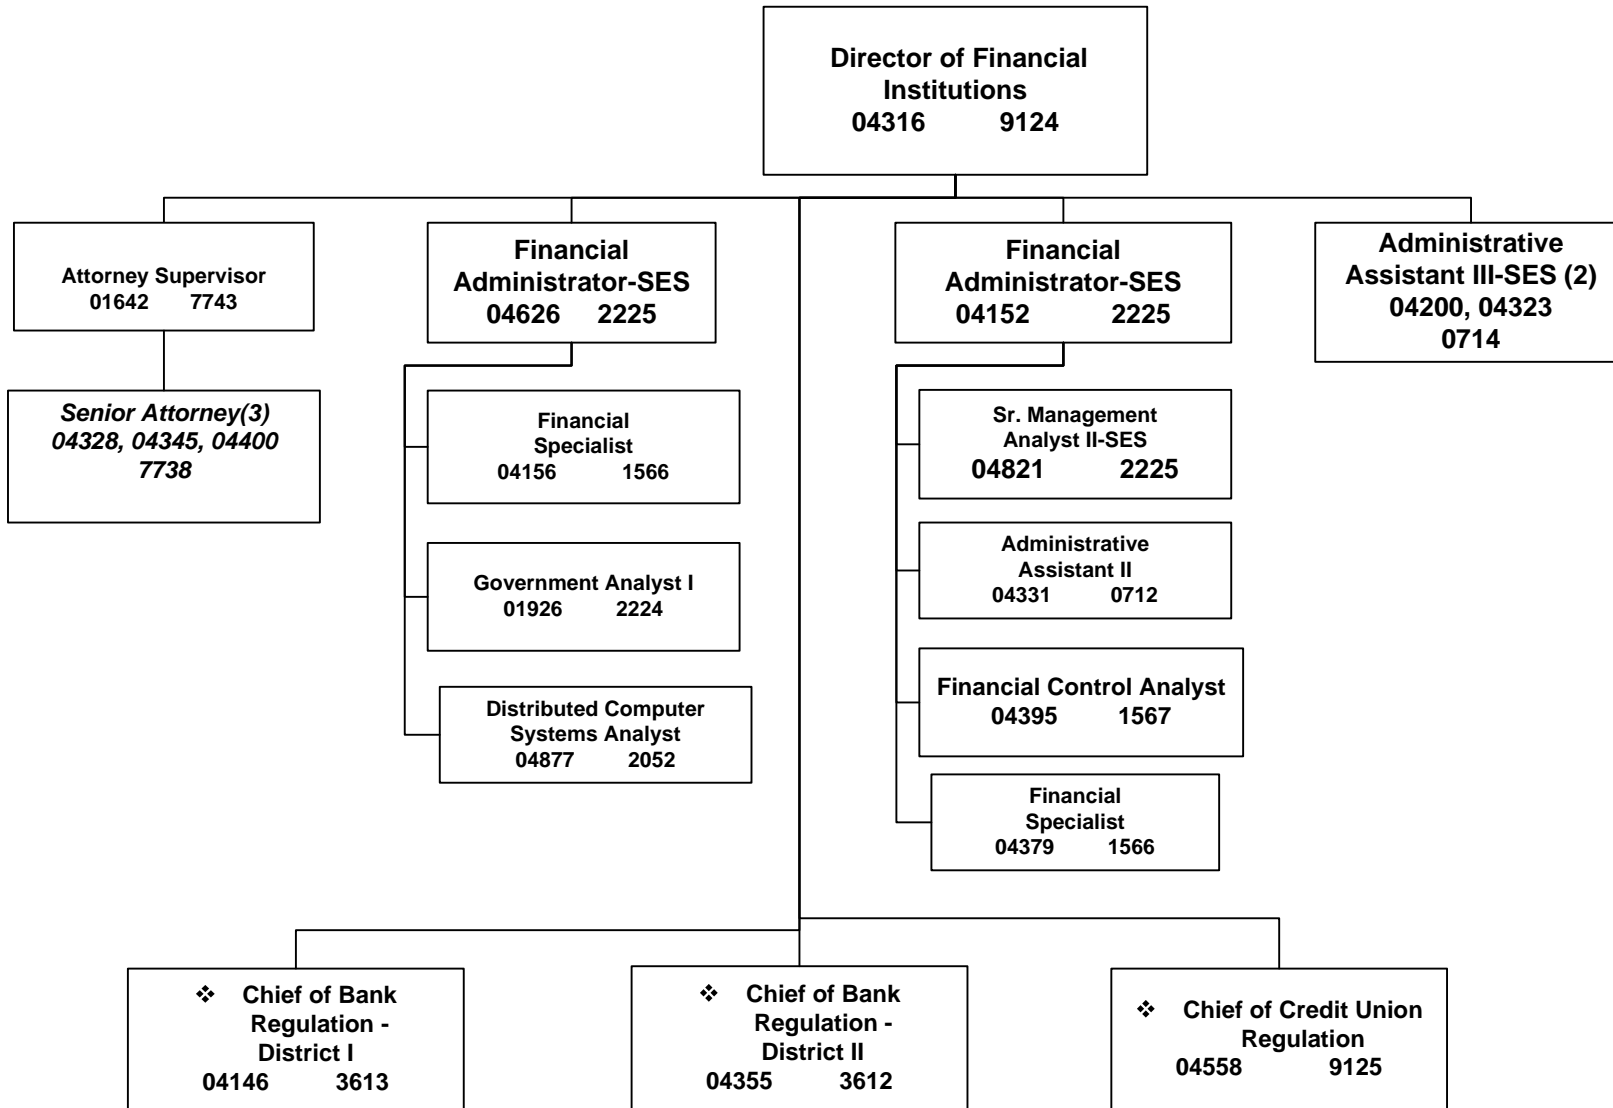 Director of Financial
Institutions
04316 9124
Attorney Supervisor
01642 7743
Financial
Administrator-SES
04626 2225
Financial
Administrator-SES
04152 2225
Administrative
Assistant III-SES (2)
04200, 04323
0714
Senior Attorney(3)
04328, 04345, 04400
7738
Financial
Specialist
04156 1566
Government Analyst I
01926 2224
Distributed Computer
Systems Analyst
04877 2052
Sr. Management
Analyst II-SES
04821 2225
Administrative
Assistant II
04331 0712
Financial Control Analyst
04395 1567
Financial
Specialist
04379 1566
❖ Chief of Bank
Regulation -
District I
04146 3613
❖ Chief of Bank
Regulation -
District II
04355 3612
❖ Chief of Credit Union
Regulation
04558 9125